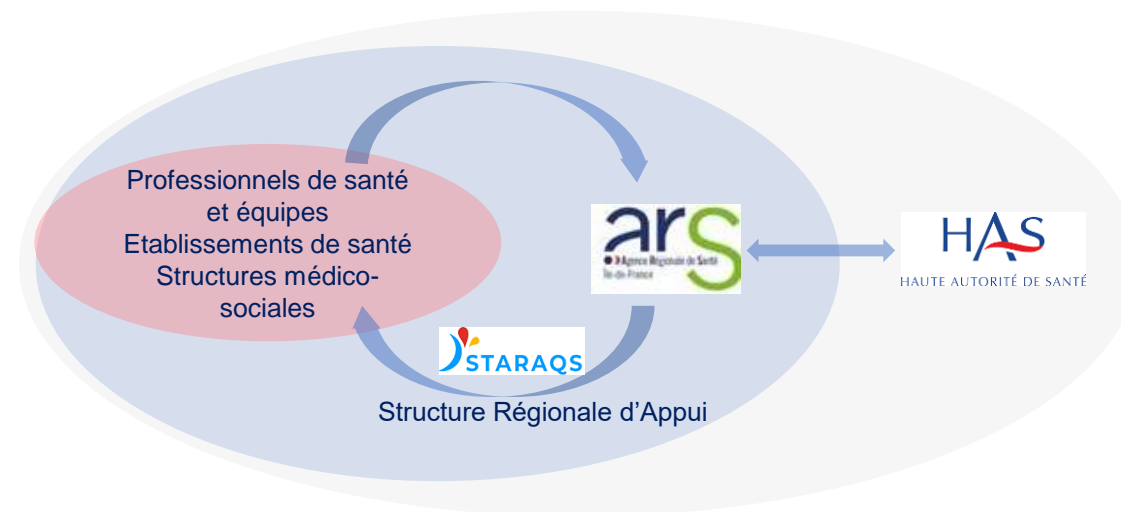 Professionnels de santé
et équipes
Etablissements de santé
Structures médico-
sociales
ars
Agence Régionale de Santé
Île-de-France
HAS
HAUTE AUTORITÉ DE SANTÉ
STARAQS
Structure Régionale d'Appui